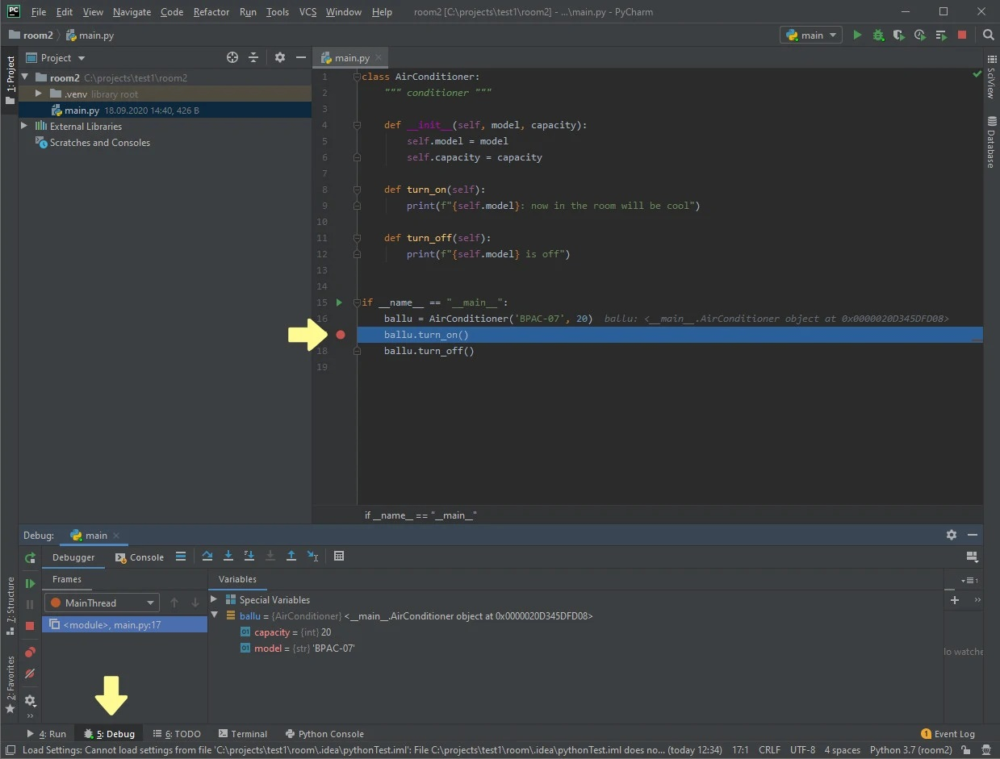 PC File Edit View Navigate Code Refactor Run Tools VCS Window Help room2 [C:\projects\test1\room2] - ...\main.py - PyCharm
room2 main.py main
1: Project
Project
main.py
room2 C:\projects\test1\room2
.venv library root
main.py 18.09.2020 14:40, 426 B
External Libraries
Scratches and Consoles
1 class AirConditioner:
2 """ conditioner """
3
4 def __init__(self, model, capacity):
5 self.model = model
6 self.capacity = capacity
7
8 def turn_on(self):
9 print(f"{self.model}: now in the room will be cool")
10
11 def turn_off(self):
12 print(f"{self.model} is off")
13
14
15 if __name__ == "__main__":
16 ballu = AirConditioner('BPAC-07', 20) ballu: <__main__.AirConditioner object at 0x0000020D345DFD08>
ballu.turn_on()
18 ballu.turn_off()
19
if __name__ == "__main__"
SciView
Database
Debug: main
Debugger Console
Frames Variables
MainThread
<module>, main.py:17
Special Variables
ballu = {AirConditioner} <__main__.AirConditioner object at 0x0000020D345DFD08>
capacity = {int} 20
model = {str} 'BPAC-07'
1
+ »
lo watche
7: Structure
2: Favorites
»
4: Run 5: Debug 6: TODO Terminal Python Console 1 Event Log
Load Settings: Cannot load settings from file 'C:\projects\test1\room\.idea\pythonTest.iml': File C:\projects\test1\room\.idea\pythonTest.iml does no... (today 12:34) 17:1 CRLF UTF-8 4 spaces Python 3.7 (room2)